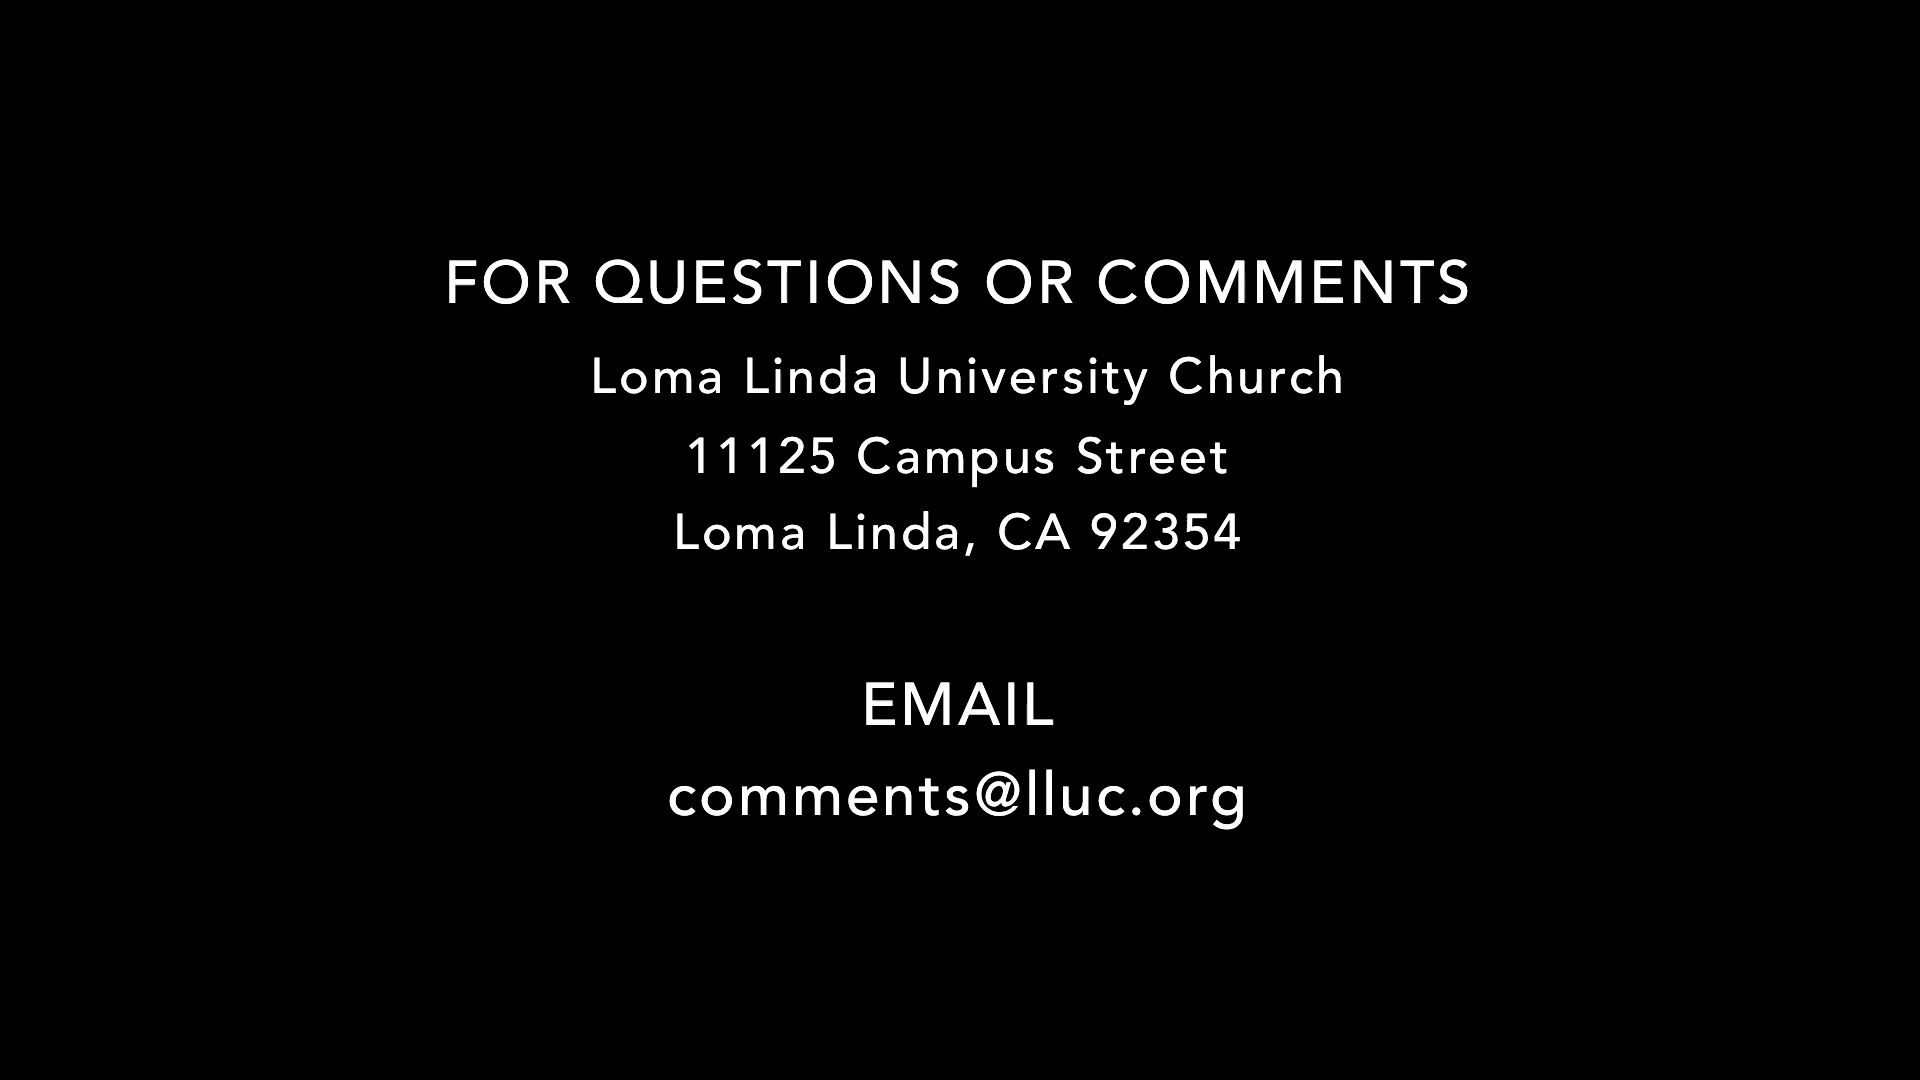 FOR QUESTIONS OR COMMENTS
Loma Linda University Church
11125 Campus Street
Loma Linda, CA 92354
EMAIL
comments@lluc.org